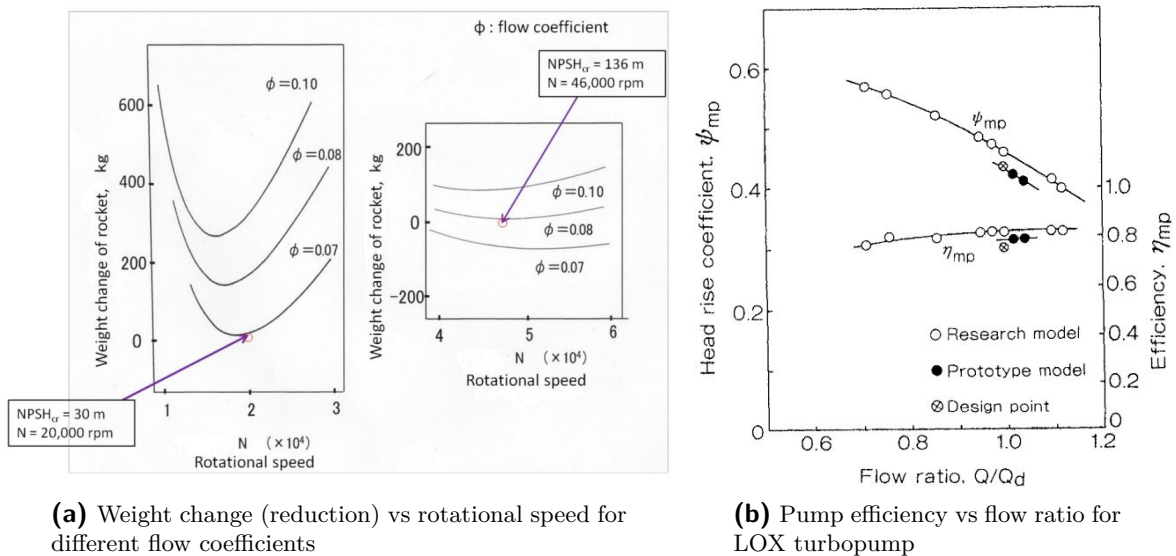 ϕ : flow coefficient
NPSHcr = 136 m
N = 46,000 rpm
ϕ=0.10
ϕ=0.08
ϕ=0.07
Weight change of rocket, kg
600
400
200
0
1
2
3
N (×10⁴)
Rotational speed
NPSHcr = 30 m
N = 20,000 rpm
Weight change of rocket, kg
200
0
−200
ϕ=0.10
ϕ=0.08
ϕ=0.07
4
5
6
N (×10⁴)
Rotational speed
(a) Weight change (reduction) vs rotational speed for
different flow coefficients
Head rise coefficient. ψmp
0.6
0.4
0.2
0
ψmp
ηmp
1.0
0.8
0.6
0.4
0.2
0
Efficiency. ηmp
Research model
Prototype model
Design point
0.6
0.8
1.0
1.2
Flow ratio. Q/Qd
(b) Pump efficiency vs flow ratio for
LOX turbopump